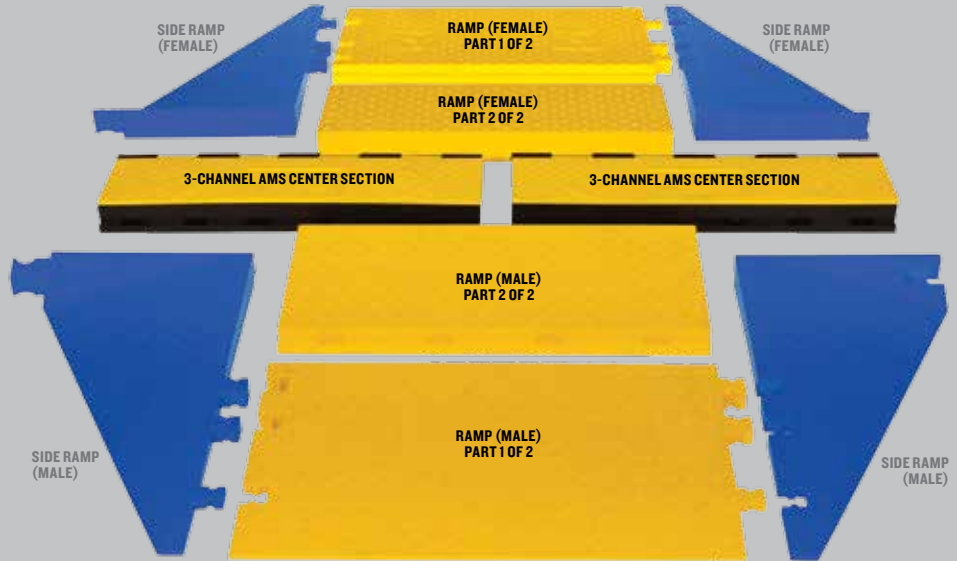 SIDE RAMP
(FEMALE)
RAMP (FEMALE)
PART 1 OF 2
SIDE RAMP
(FEMALE)
RAMP (FEMALE)
PART 2 OF 2
3-CHANNEL AMS CENTER SECTION
3-CHANNEL AMS CENTER SECTION
RAMP (MALE)
PART 2 OF 2
RAMP (MALE)
PART 1 OF 2
SIDE RAMP
(MALE)
SIDE RAMP
(MALE)